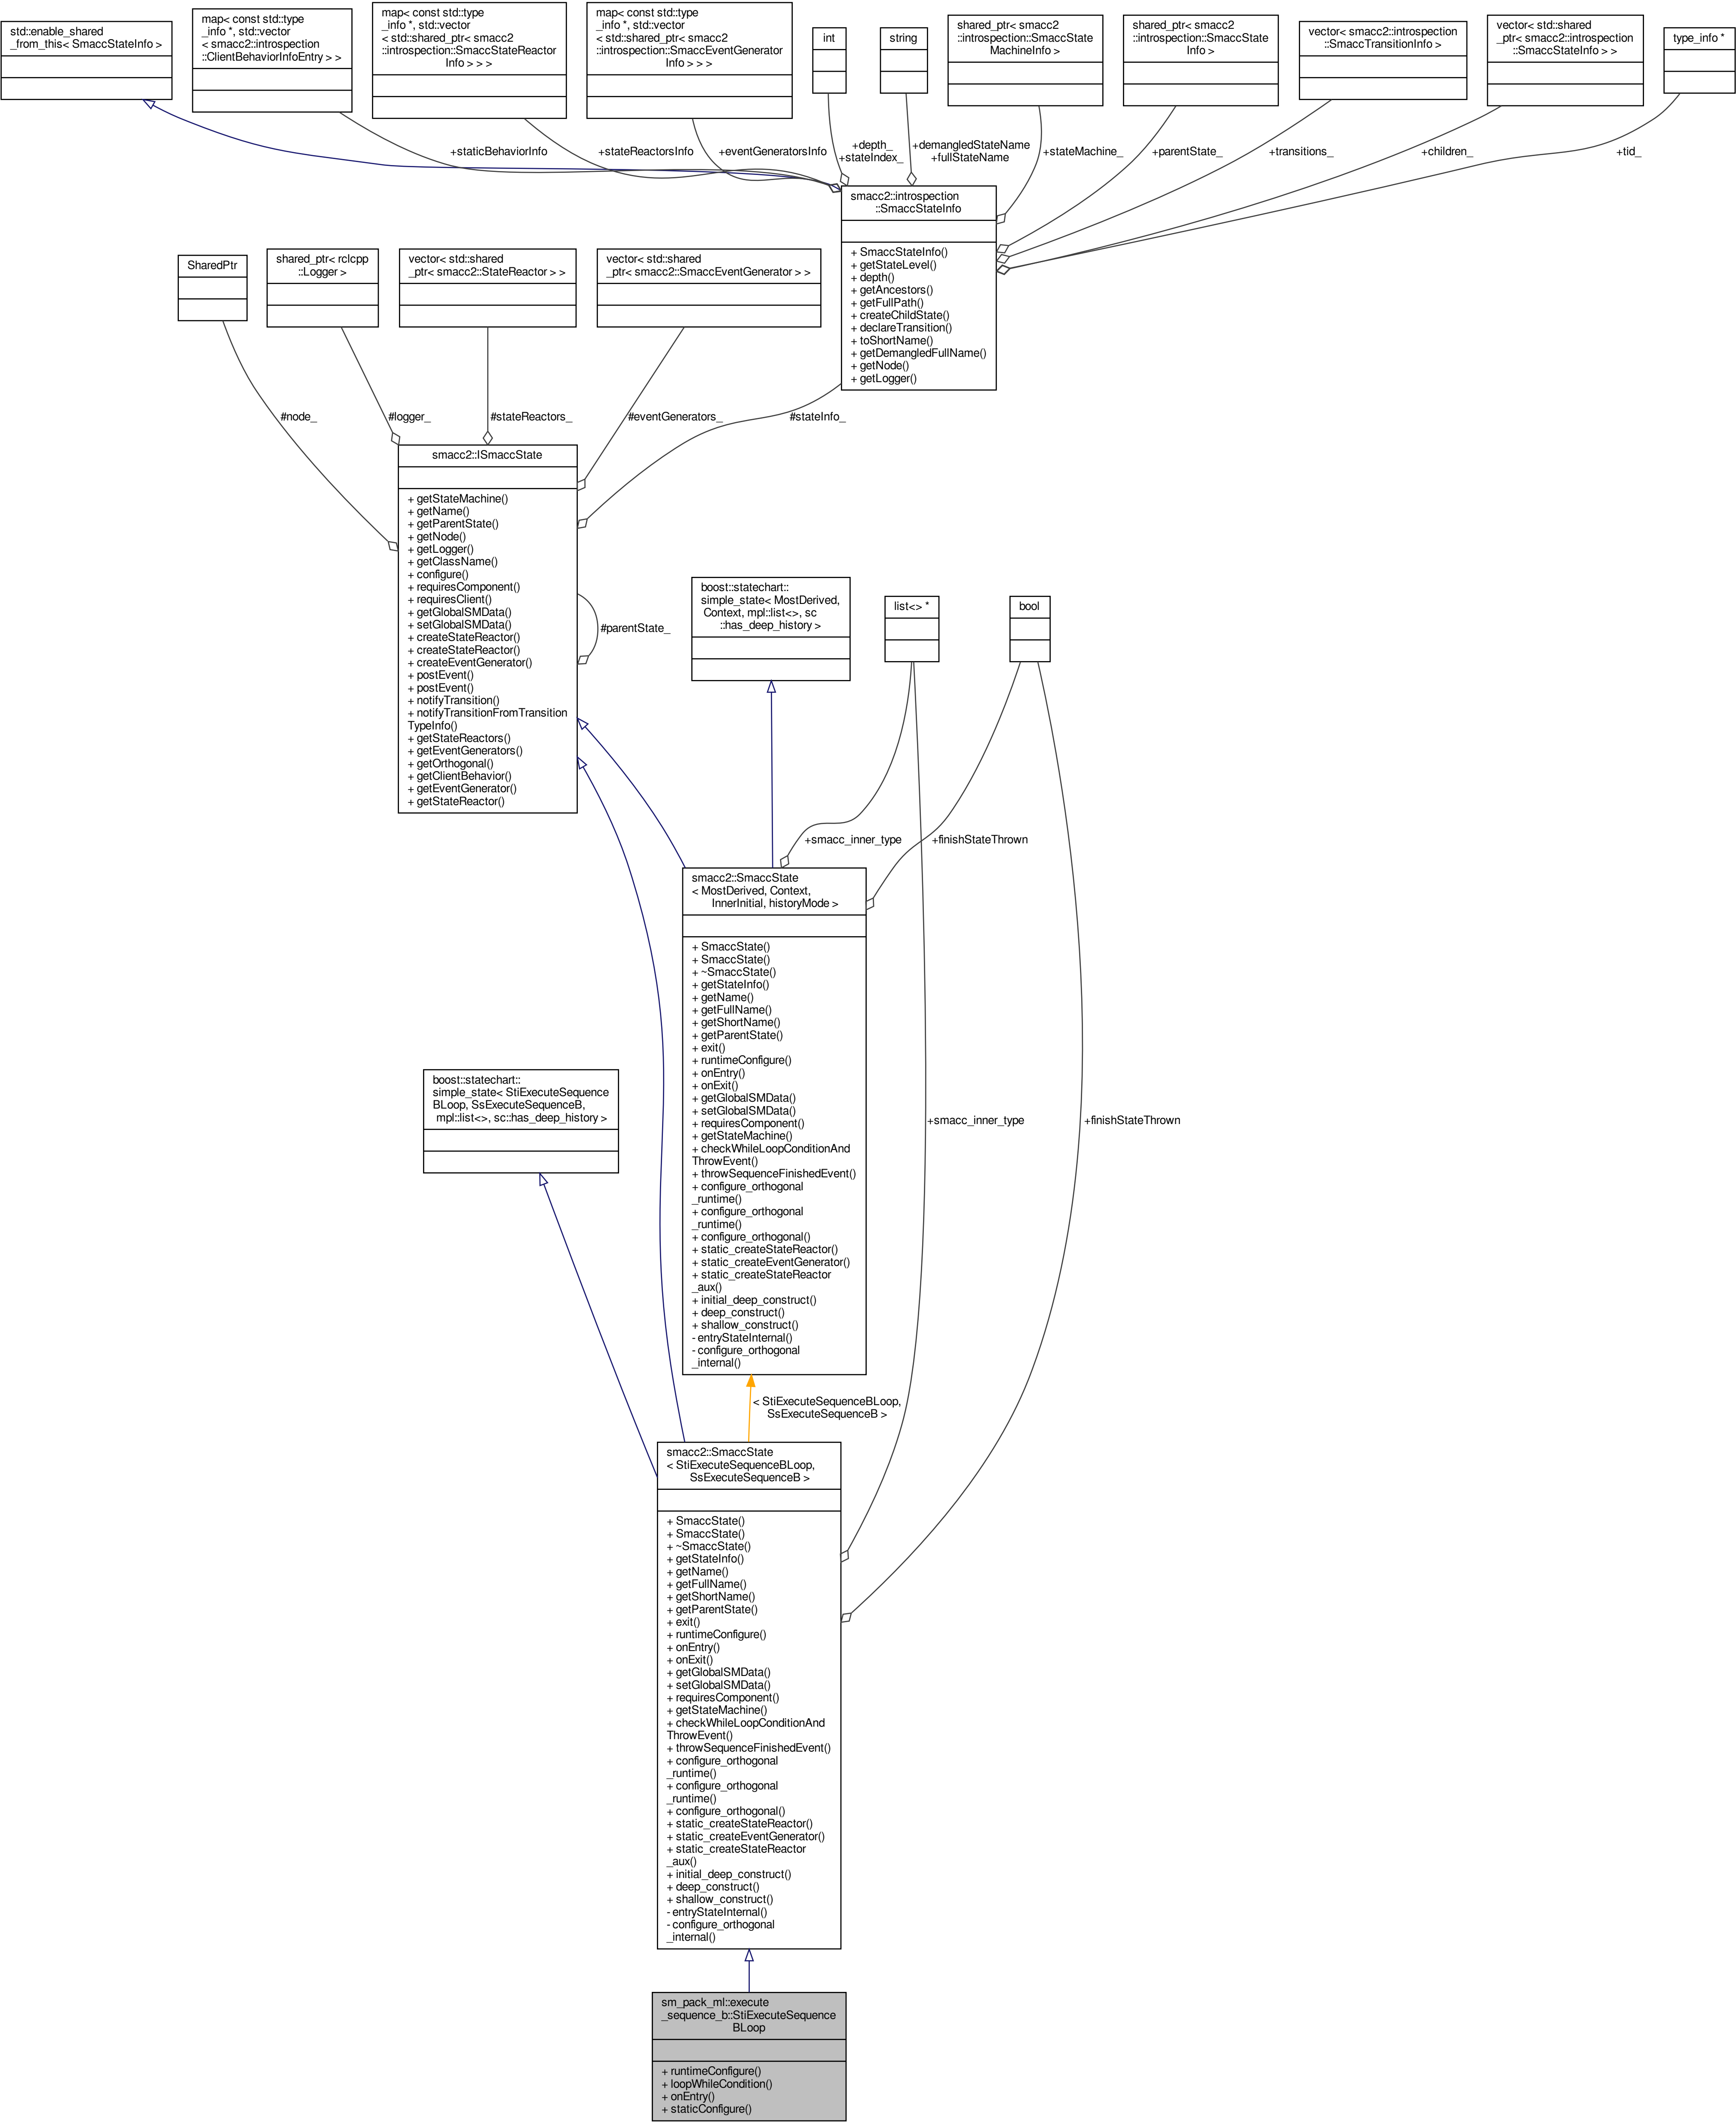 std::enable_shared
_from_this< SmaccStateInfo >
map< const std::type
_info *, std::vector
< smacc2::introspection
::ClientBehaviorInfoEntry > >
map< const std::type
_info *, std::vector
< std::shared_ptr< smacc2
::introspection::SmaccStateReactor
Info > > >
map< const std::type
_info *, std::vector
< std::shared_ptr< smacc2
::introspection::SmaccEventGenerator
Info > > >
int
string
shared_ptr< smacc2
::introspection::SmaccState
MachineInfo >
shared_ptr< smacc2
::introspection::SmaccState
Info >
vector< smacc2::introspection
::SmaccTransitionInfo >
vector< std::shared
_ptr< smacc2::introspection
::SmaccStateInfo > >
type_info *
+staticBehaviorInfo
+stateReactorsInfo
+eventGeneratorsInfo
+depth_
+stateIndex_
+demangledStateName
+fullStateName
+stateMachine_
+parentState_
+transitions_
+children_
+tid_
smacc2::introspection
::SmaccStateInfo
+ SmaccStateInfo()
+ getStateLevel()
+ depth()
+ getAncestors()
+ getFullPath()
+ createChildState()
+ declareTransition()
+ toShortName()
+ getDemangledFullName()
+ getNode()
+ getLogger()
SharedPtr
shared_ptr< rclcpp
::Logger >
vector< std::shared
_ptr< smacc2::StateReactor > >
vector< std::shared
_ptr< smacc2::SmaccEventGenerator > >
#node_
#logger_
#stateReactors_
#eventGenerators_
#stateInfo_
smacc2::ISmaccState
+ getStateMachine()
+ getName()
+ getParentState()
+ getNode()
+ getLogger()
+ getClassName()
+ configure()
+ requiresComponent()
+ requiresClient()
+ getGlobalSMData()
+ setGlobalSMData()
+ createStateReactor()
+ createStateReactor()
+ createEventGenerator()
+ postEvent()
+ postEvent()
+ notifyTransition()
+ notifyTransitionFromTransition
TypeInfo()
+ getStateReactors()
+ getEventGenerators()
+ getOrthogonal()
+ getClientBehavior()
+ getEventGenerator()
+ getStateReactor()
#parentState_
boost::statechart::
simple_state< MostDerived,
Context, mpl::list<>, sc
::has_deep_history >
list<> *
bool
+smacc_inner_type
+finishStateThrown
smacc2::SmaccState
< MostDerived, Context,
InnerInitial, historyMode >
+ SmaccState()
+ SmaccState()
+ ~SmaccState()
+ getStateInfo()
+ getName()
+ getFullName()
+ getShortName()
+ getParentState()
+ exit()
+ runtimeConfigure()
+ onEntry()
+ onExit()
+ getGlobalSMData()
+ setGlobalSMData()
+ requiresComponent()
+ getStateMachine()
+ checkWhileLoopConditionAnd
ThrowEvent()
+ throwSequenceFinishedEvent()
+ configure_orthogonal
_runtime()
+ configure_orthogonal
_runtime()
+ configure_orthogonal()
+ static_createStateReactor()
+ static_createEventGenerator()
+ static_createStateReactor
_aux()
+ initial_deep_construct()
+ deep_construct()
+ shallow_construct()
- entryStateInternal()
- configure_orthogonal
_internal()
boost::statechart::
simple_state< StiExecuteSequence
BLoop, SsExecuteSequenceB,
mpl::list<>, sc::has_deep_history >
+smacc_inner_type
+finishStateThrown
< StiExecuteSequenceBLoop,
SsExecuteSequenceB >
smacc2::SmaccState
< StiExecuteSequenceBLoop,
SsExecuteSequenceB >
+ SmaccState()
+ SmaccState()
+ ~SmaccState()
+ getStateInfo()
+ getName()
+ getFullName()
+ getShortName()
+ getParentState()
+ exit()
+ runtimeConfigure()
+ onEntry()
+ onExit()
+ getGlobalSMData()
+ setGlobalSMData()
+ requiresComponent()
+ getStateMachine()
+ checkWhileLoopConditionAnd
ThrowEvent()
+ throwSequenceFinishedEvent()
+ configure_orthogonal
_runtime()
+ configure_orthogonal
_runtime()
+ configure_orthogonal()
+ static_createStateReactor()
+ static_createEventGenerator()
+ static_createStateReactor
_aux()
+ initial_deep_construct()
+ deep_construct()
+ shallow_construct()
- entryStateInternal()
- configure_orthogonal
_internal()
sm_pack_ml::execute
_sequence_b::StiExecuteSequence
BLoop
+ runtimeConfigure()
+ loopWhileCondition()
+ onEntry()
+ staticConfigure()